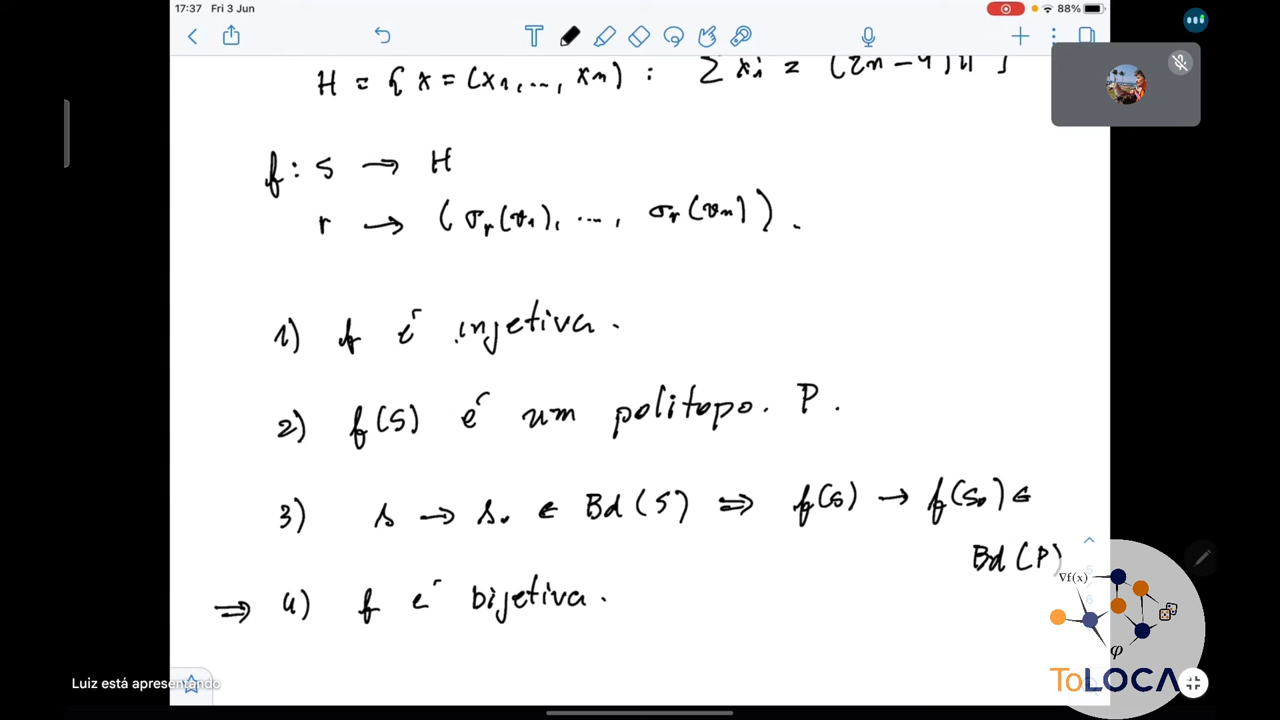 17:37 Fri 3 Jun
88%
H = { x = (x1,..., xn) : Σ xi = (2n-4)π }
f: S → H
r → (σr(v1), ..., σr(vn)).
1) f é injetiva.
2) f(S) é um politopo. P.
3) s → s0 ∈ Bd(S) ⇒ f(s) → f(s0) ∈
Bd(P)
⇒ 4) f é bijetiva.
∇f(x)
φ
ToLOCA
Luiz está apresentando